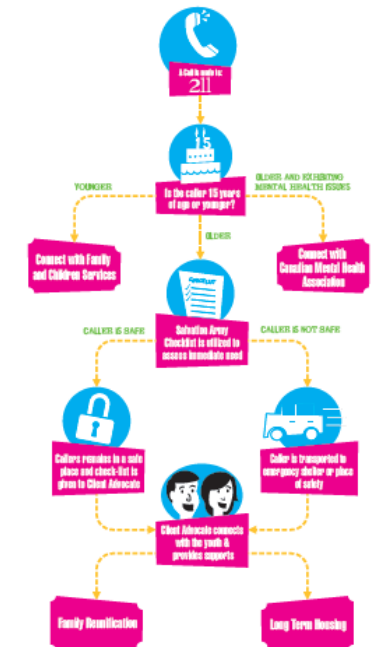 A Call is made to:
211
15
Is the caller 15 years
of age or younger?
YOUNGER
OLDER AND EXHIBITING
MENTAL HEALTH ISSUES
OLDER
Connect with Family
and Children Services
Connect with
Canadian Mental Health
Association
CHECKLIST
Salvation Army
Checklist is utilized to
assess immediate need
CALLER IS SAFE
CALLER IS NOT SAFE
Callers remains in a safe
place and check-list is
given to Client Advocate
Caller is transported to
emergency shelter or place
of safety
Client Advocate connects
with the youth &
provides supports
Family Reunification
Long Term Housing